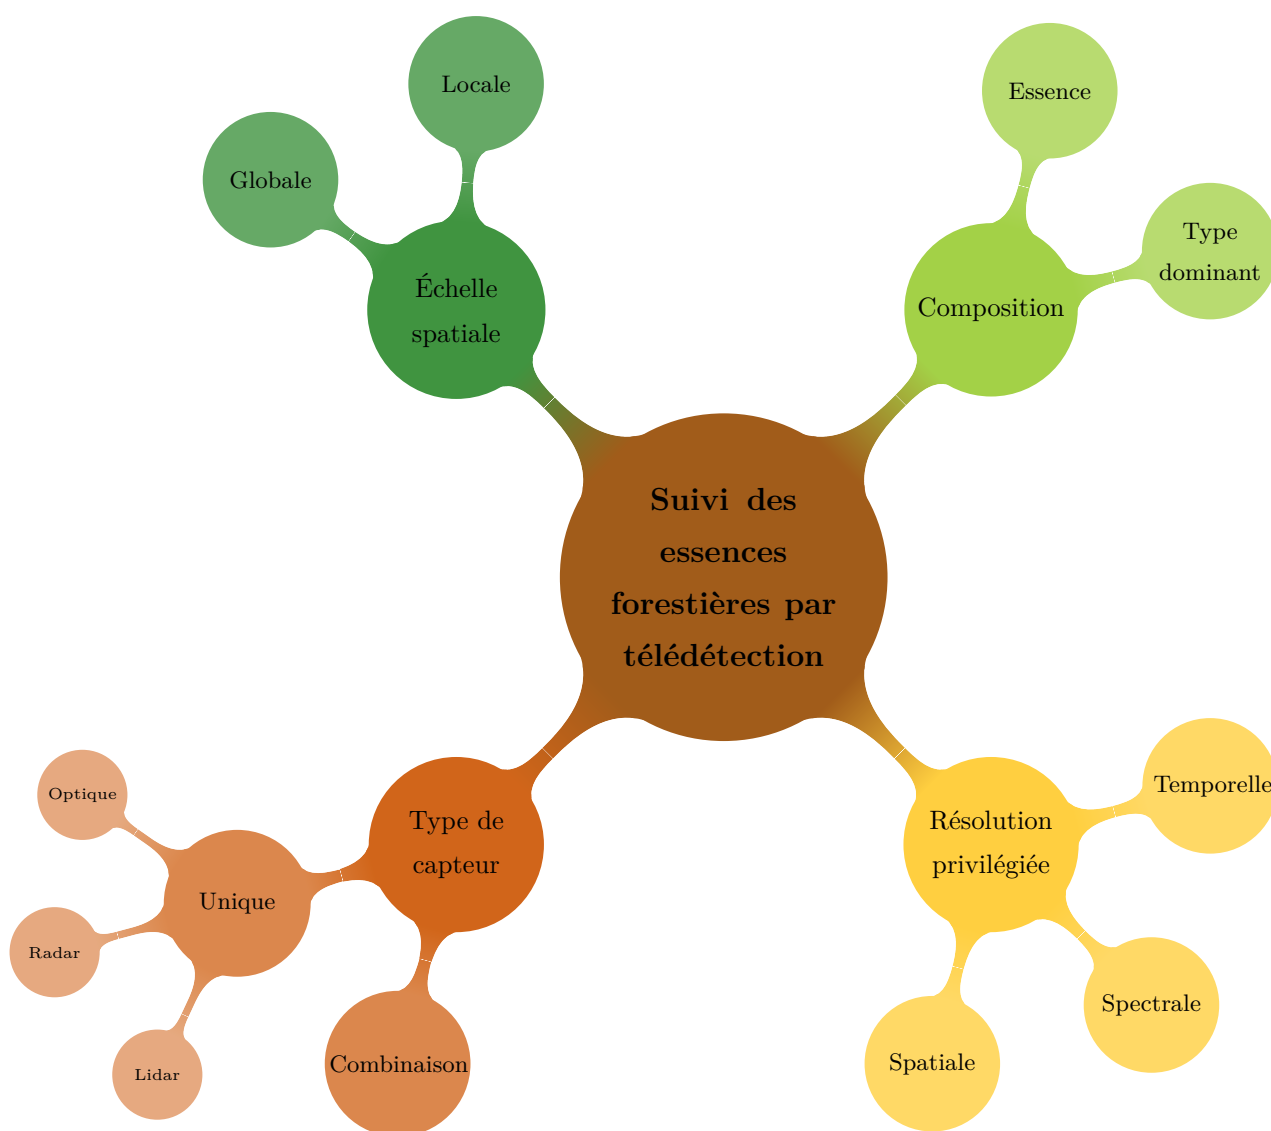 Locale
Essence
Globale
Type
dominant
Échelle
spatiale
Composition
Suivi des
essences
forestières par
télédétection
Optique
Type de
capteur
Résolution
privilégiée
Temporelle
Unique
Radar
Spectrale
Lidar
Combinaison
Spatiale